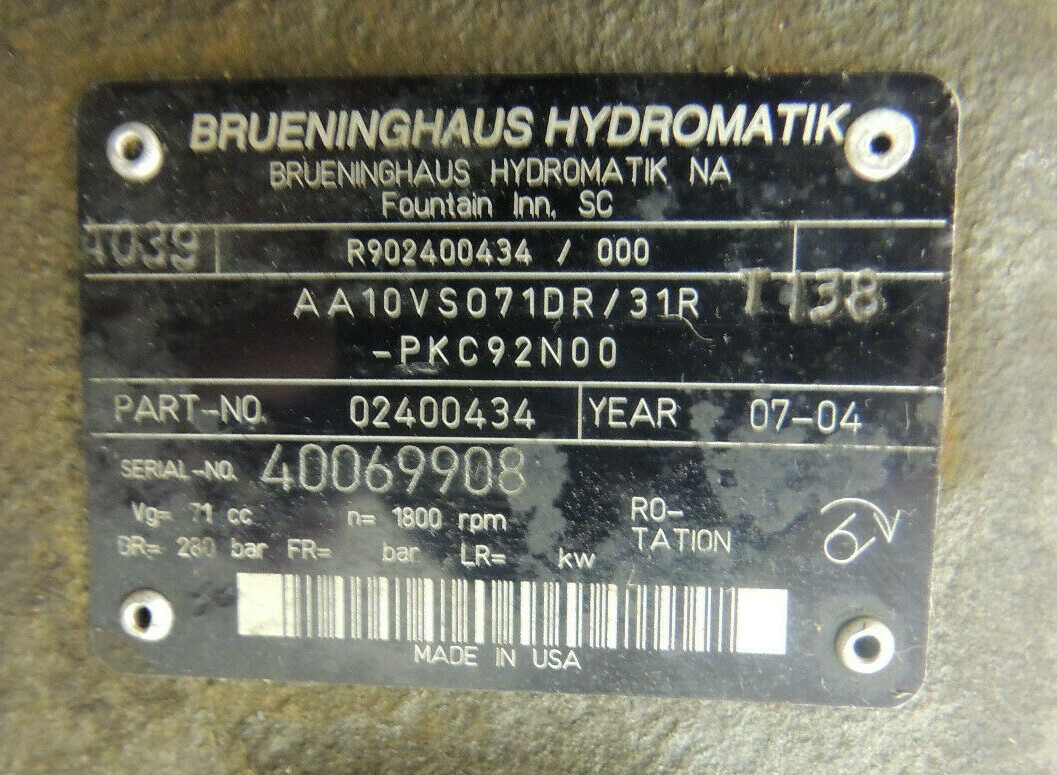 BRUENINGHAUS HYDROMATIK
BRUENINGHAUS HYDROMATIK NA
Fountain Inn, SC
4039 R902400434 / 000
AA10VSO71DR/31R T138
-PKC92N00
PART-NO. 02400434 YEAR 07-04
SERIAL-NO. 40069908
Vg= 71 cc n= 1800 rpm RO-
TATION
DR= 280 bar FR= bar LR= kw
MADE IN USA